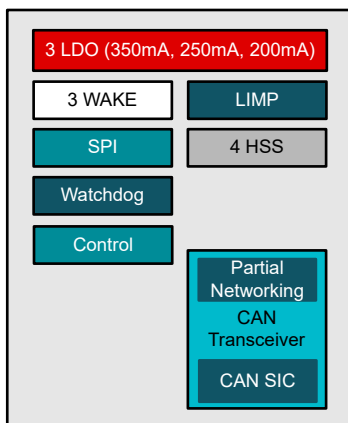 3 LDO (350mA, 250mA, 200mA)
3 WAKE
LIMP
SPI
4 HSS
Watchdog
Control
Partial
Networking
CAN
Transceiver
CAN SIC